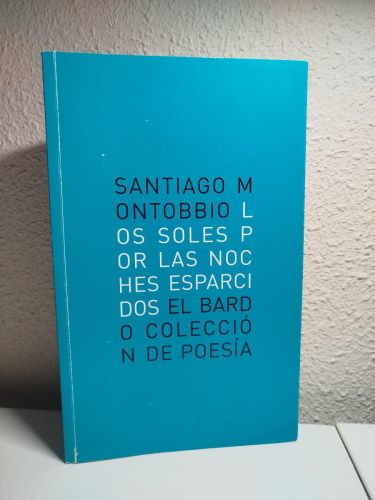 SANTIAGO M
ONTOBBIO L
OS SOLES P
OR LAS NOC
HES ESPARCI
DOS EL BARD
O COLECCIÓ
N DE POESÍA